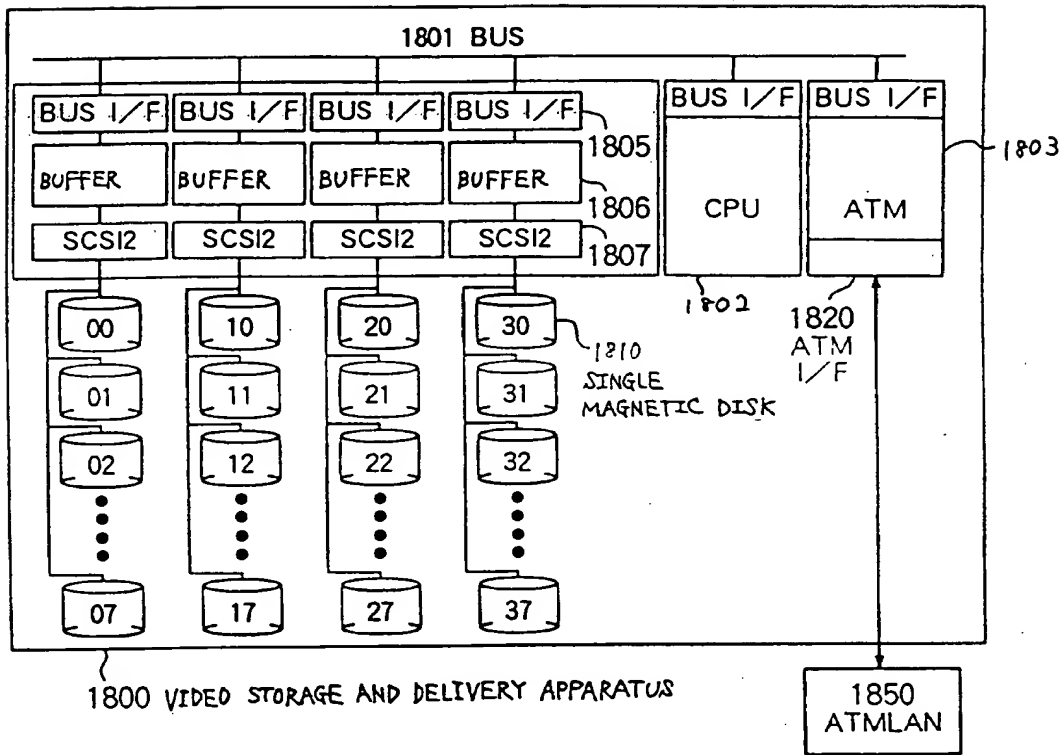 1801 BUS
BUS I/F BUS I/F BUS I/F BUS I/F BUS I/F BUS I/F
1805
1803
BUFFER BUFFER BUFFER BUFFER
1806
CPU ATM
SCSI2 SCSI2 SCSI2 SCSI2
1807
1802
00 10 20 30
1820
ATM
I/F
1810
SINGLE
MAGNETIC DISK
01 11 21 31
02 12 22 32
07 17 27 37
1800 VIDEO STORAGE AND DELIVERY APPARATUS
1850
ATMLAN